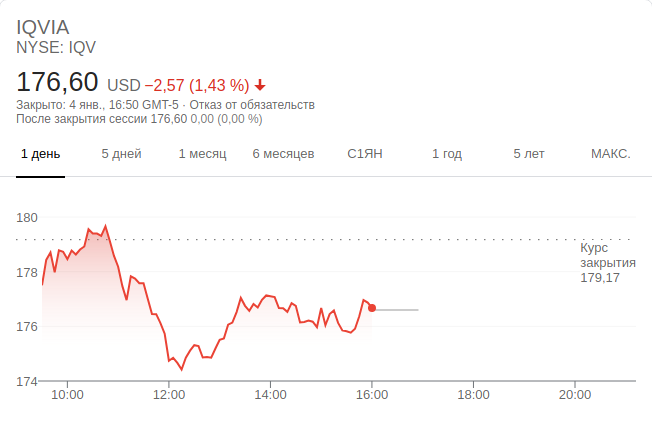 IQVIA
NYSE: IQV
176,60 USD −2,57 (1,43 %)
Закрыто: 4 янв., 16:50 GMT-5 · Отказ от обязательств
После закрытия сессии 176,60 0,00 (0,00 %)
1 день 5 дней 1 месяц 6 месяцев С1ЯН 1 год 5 лет МАКС.
180
Курс
закрытия
179,17
178
176
174
10:00 12:00 14:00 16:00 18:00 20:00